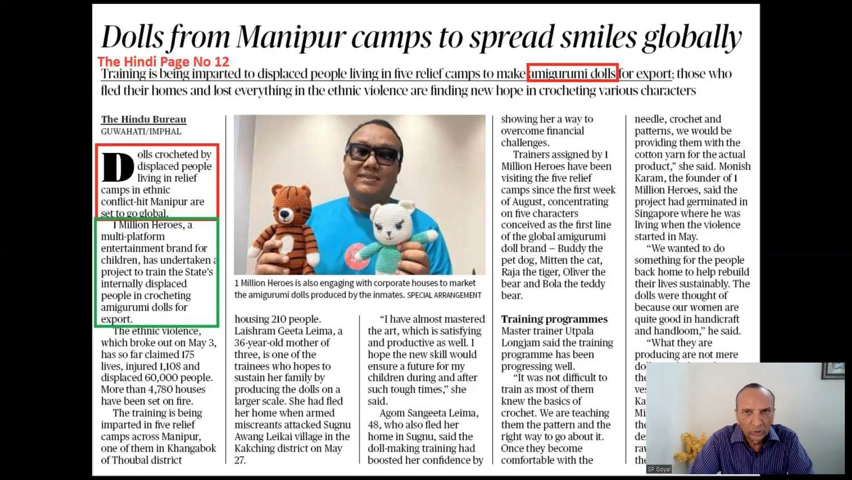 Dolls from Manipur camps to spread smiles globally
The Hindi Page No 12
Training is being imparted to displaced people living in five relief camps to make amigurumi dolls for export; those who
fled their homes and lost everything in the ethnic violence are finding new hope in crocheting various characters
The Hindu Bureau
GUWAHATI/IMPHAL
Dolls crocheted by
displaced people
living in relief
camps in ethnic
conflict-hit Manipur are
set to go global.
1 Million Heroes, a
multi-platform
entertainment brand for
children, has undertaken a
project to train the State's
internally displaced
people in crocheting
amigurumi dolls for
export.
The ethnic violence,
which broke out on May 3,
has so far claimed 175
lives, injured 1,108 and
displaced 60,000 people.
More than 4,780 houses
have been set on fire.
The training is being
imparted in five relief
camps across Manipur,
one of them in Khangabok
of Thoubal district
1 Million Heroes is also engaging with corporate houses to market
the amigurumi dolls produced by the inmates. SPECIAL ARRANGEMENT
housing 210 people.
Laishram Geeta Leima, a
36-year-old mother of
three, is one of the
trainees who hopes to
sustain her family by
producing the dolls on a
larger scale. She had fled
her home when armed
miscreants attacked Sugnu
Awang Leikai village in the
Kakching district on May
27.
"I have almost mastered
the art, which is satisfying
and productive as well. I
hope the new skill would
ensure a future for my
children during and after
such tough times," she
said.
Agom Sangeeta Leima,
48, who also fled her
home in Sugnu, said the
doll-making training had
boosted her confidence by
showing her a way to
overcome financial
challenges.
Trainers assigned by 1
Million Heroes have been
visiting the five relief
camps since the first week
of August, concentrating
on five characters
conceived as the first line
of the global amigurumi
doll brand — Buddy the
pet dog, Mitten the cat,
Raja the tiger, Oliver the
bear and Bola the teddy
bear.
Training programmes
Master trainer Utpala
Longjam said the training
programme has been
progressing well.
"It was not difficult to
train as most of them
knew the basics of
crochet. We are teaching
them the pattern and the
right way to go about it.
Once they become
comfortable with the
needle, crochet and
patterns, we would be
providing them with the
cotton yarn for the actual
product," she said. Monish
Karam, the founder of 1
Million Heroes, said the
project had germinated in
Singapore where he was
living when the violence
started in May.
"We wanted to do
something for the people
back home to help rebuild
their lives sustainably. The
dolls were thought of
because our women are
quite good in handicraft
and handloom," he said.
"What they are
producing are not mere
SP Goyal